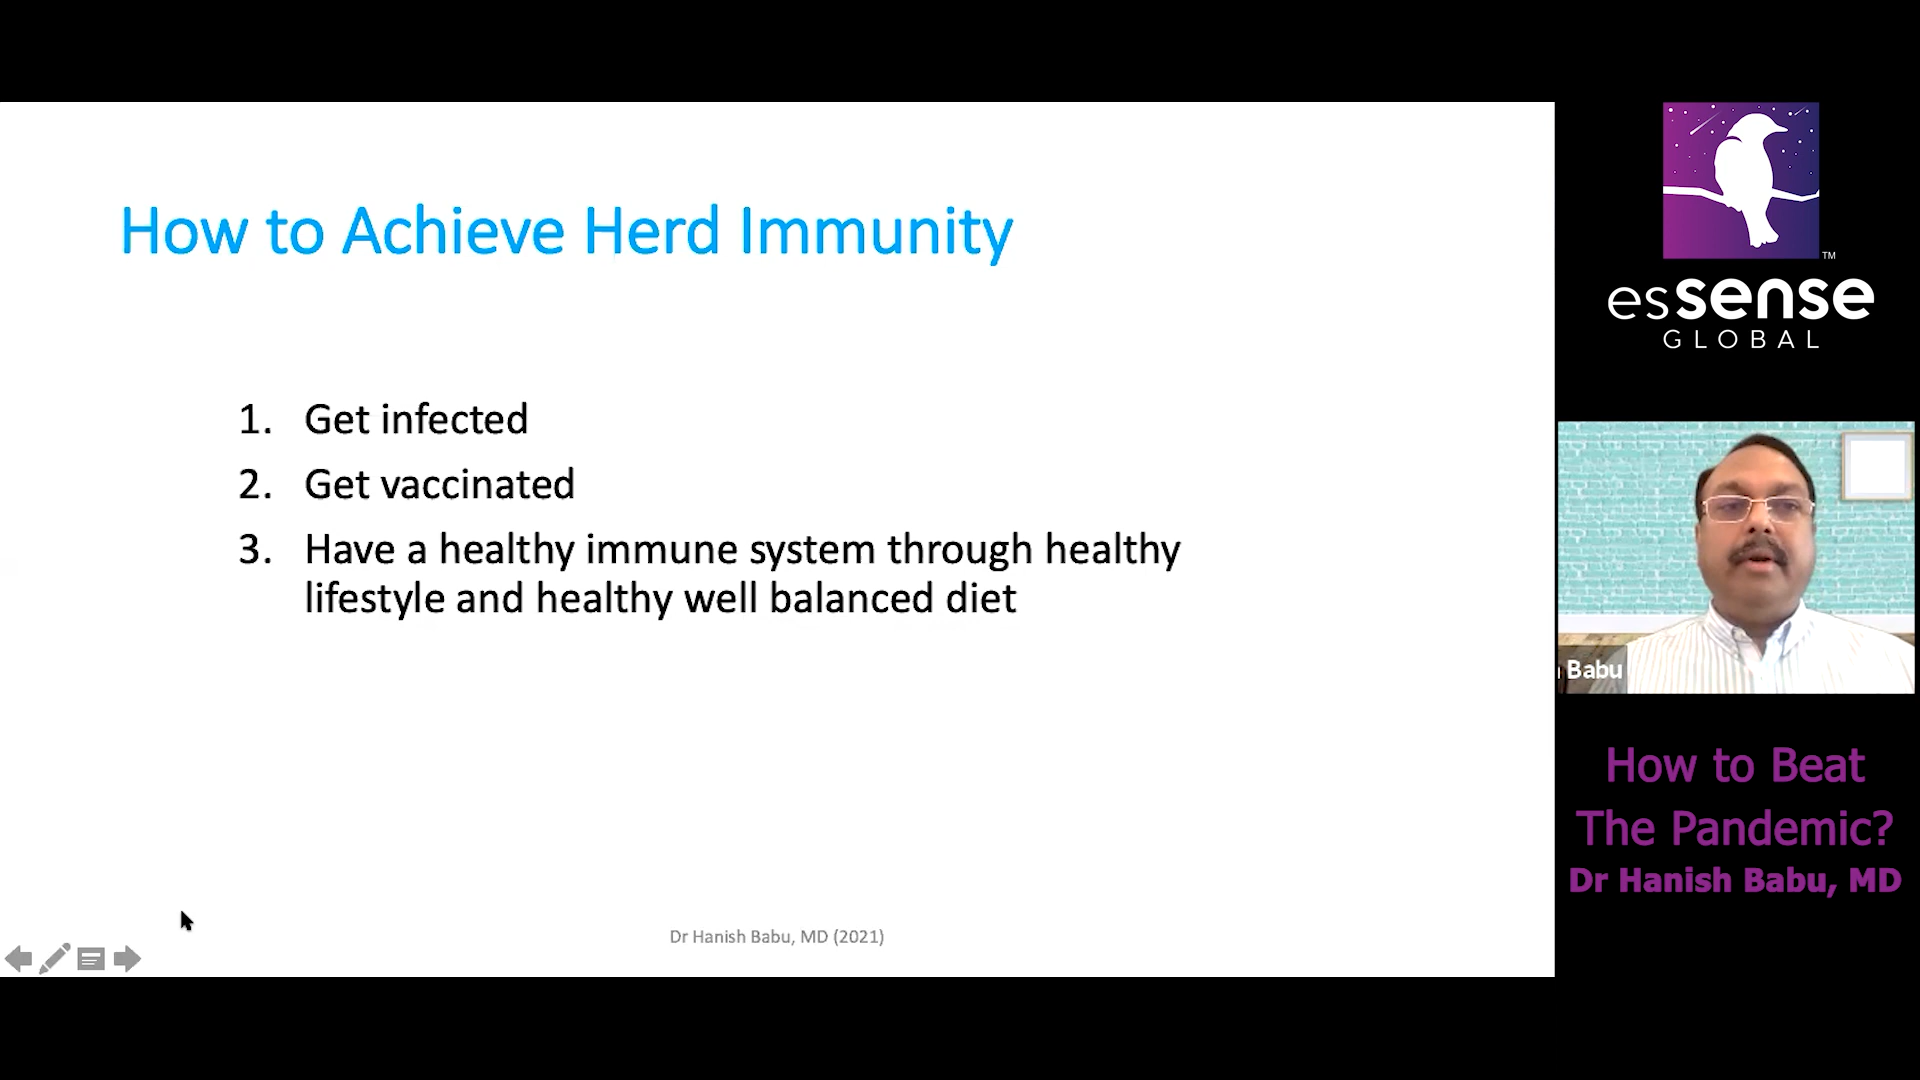 How to Achieve Herd Immunity
1. Get infected
2. Get vaccinated
3. Have a healthy immune system through healthy
lifestyle and healthy well balanced diet
Dr Hanish Babu, MD (2021)
TM
essense
GLOBAL
Babu
How to Beat
The Pandemic?
Dr Hanish Babu, MD